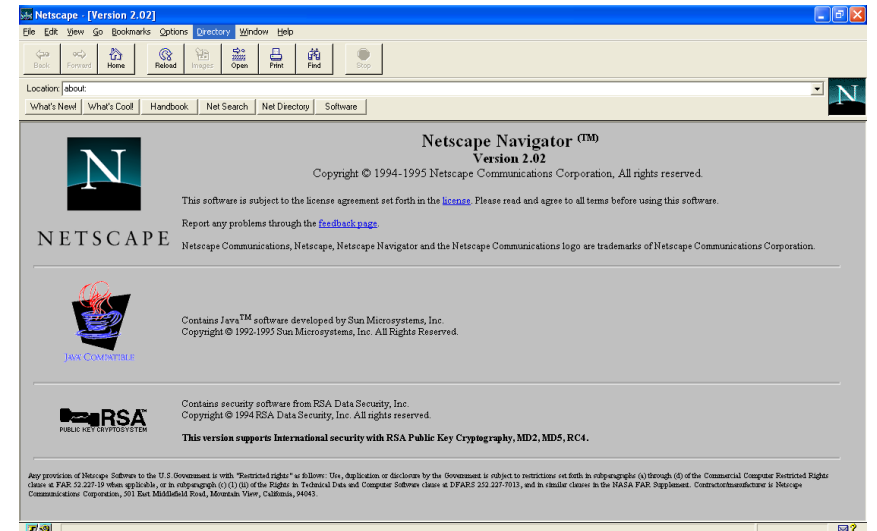 Netscape - [Version 2.02]
File Edit View Go Bookmarks Options Directory Window Help
Back Forward Home Reload Images Open Print Find Stop
Location: about:
N
What's New! What's Cool! Handbook Net Search Net Directory Software
N
NETSCAPE
Netscape Navigator (TM)
Version 2.02
Copyright © 1994-1995 Netscape Communications Corporation, All rights reserved.
This software is subject to the license agreement set forth in the license. Please read and agree to all terms before using this software.
Report any problems through the feedback page.
Netscape Communications, Netscape, Netscape Navigator and the Netscape Communications logo are trademarks of Netscape Communications Corporation.
JAVA COMPATIBLE
Contains Java™ software developed by Sun Microsystems, Inc.
Copyright © 1992-1995 Sun Microsystems, Inc. All Rights Reserved.
RSA
PUBLIC KEY CRYPTOSYSTEM
Contains security software from RSA Data Security, Inc.
Copyright © 1994 RSA Data Security, Inc. All rights reserved.
This version supports International security with RSA Public Key Cryptography, MD2, MD5, RC4.
Any provision of Netscape Software to the U.S. Government is with "Restricted rights" as follows: Use, duplication or disclosure by the Government is subject to restrictions set forth in subparagraphs (a) through (d) of the Commercial Computer Restricted Rights
clause at FAR 52.227-19 when applicable, or in subparagraph (c) (1) (ii) of the Rights in Technical Data and Computer Software clause at DFARS 252.227-7013, and in similar clauses in the NASA FAR Supplement. Contractor/manufacturer is Netscape
Communications Corporation, 501 East Middlefield Road, Mountain View, California, 94043.
?